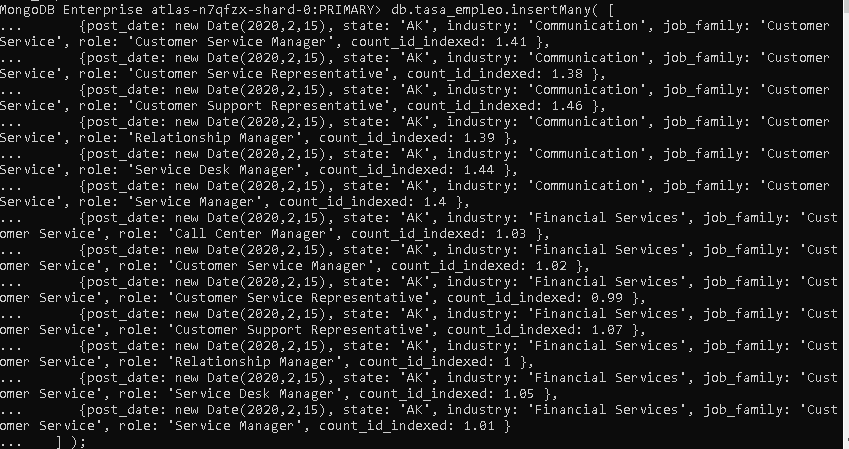 MongoDB Enterprise atlas-n7qfzx-shard-0:PRIMARY> db.tasa_empleo.insertMany( [
...     {post_date: new Date(2020,2,15), state: 'AK', industry: 'Communication', job_family: 'Customer
Service', role: 'Customer Service Manager', count_id_indexed: 1.41 },
...     {post_date: new Date(2020,2,15), state: 'AK', industry: 'Communication', job_family: 'Customer
Service', role: 'Customer Service Representative', count_id_indexed: 1.38 },
...     {post_date: new Date(2020,2,15), state: 'AK', industry: 'Communication', job_family: 'Customer
Service', role: 'Customer Support Representative', count_id_indexed: 1.46 },
...     {post_date: new Date(2020,2,15), state: 'AK', industry: 'Communication', job_family: 'Customer
Service', role: 'Relationship Manager', count_id_indexed: 1.39 },
...     {post_date: new Date(2020,2,15), state: 'AK', industry: 'Communication', job_family: 'Customer
Service', role: 'Service Desk Manager', count_id_indexed: 1.44 },
...     {post_date: new Date(2020,2,15), state: 'AK', industry: 'Communication', job_family: 'Customer
Service', role: 'Service Manager', count_id_indexed: 1.4 },
...     {post_date: new Date(2020,2,15), state: 'AK', industry: 'Financial Services', job_family: 'Cust
omer Service', role: 'Call Center Manager', count_id_indexed: 1.03 },
...     {post_date: new Date(2020,2,15), state: 'AK', industry: 'Financial Services', job_family: 'Cust
omer Service', role: 'Customer Service Manager', count_id_indexed: 1.02 },
...     {post_date: new Date(2020,2,15), state: 'AK', industry: 'Financial Services', job_family: 'Cust
omer Service', role: 'Customer Service Representative', count_id_indexed: 0.99 },
...     {post_date: new Date(2020,2,15), state: 'AK', industry: 'Financial Services', job_family: 'Cust
omer Service', role: 'Customer Support Representative', count_id_indexed: 1.07 },
...     {post_date: new Date(2020,2,15), state: 'AK', industry: 'Financial Services', job_family: 'Cust
omer Service', role: 'Relationship Manager', count_id_indexed: 1 },
...     {post_date: new Date(2020,2,15), state: 'AK', industry: 'Financial Services', job_family: 'Cust
omer Service', role: 'Service Desk Manager', count_id_indexed: 1.05 },
...     {post_date: new Date(2020,2,15), state: 'AK', industry: 'Financial Services', job_family: 'Cust
omer Service', role: 'Service Manager', count_id_indexed: 1.01 }
...   ] );